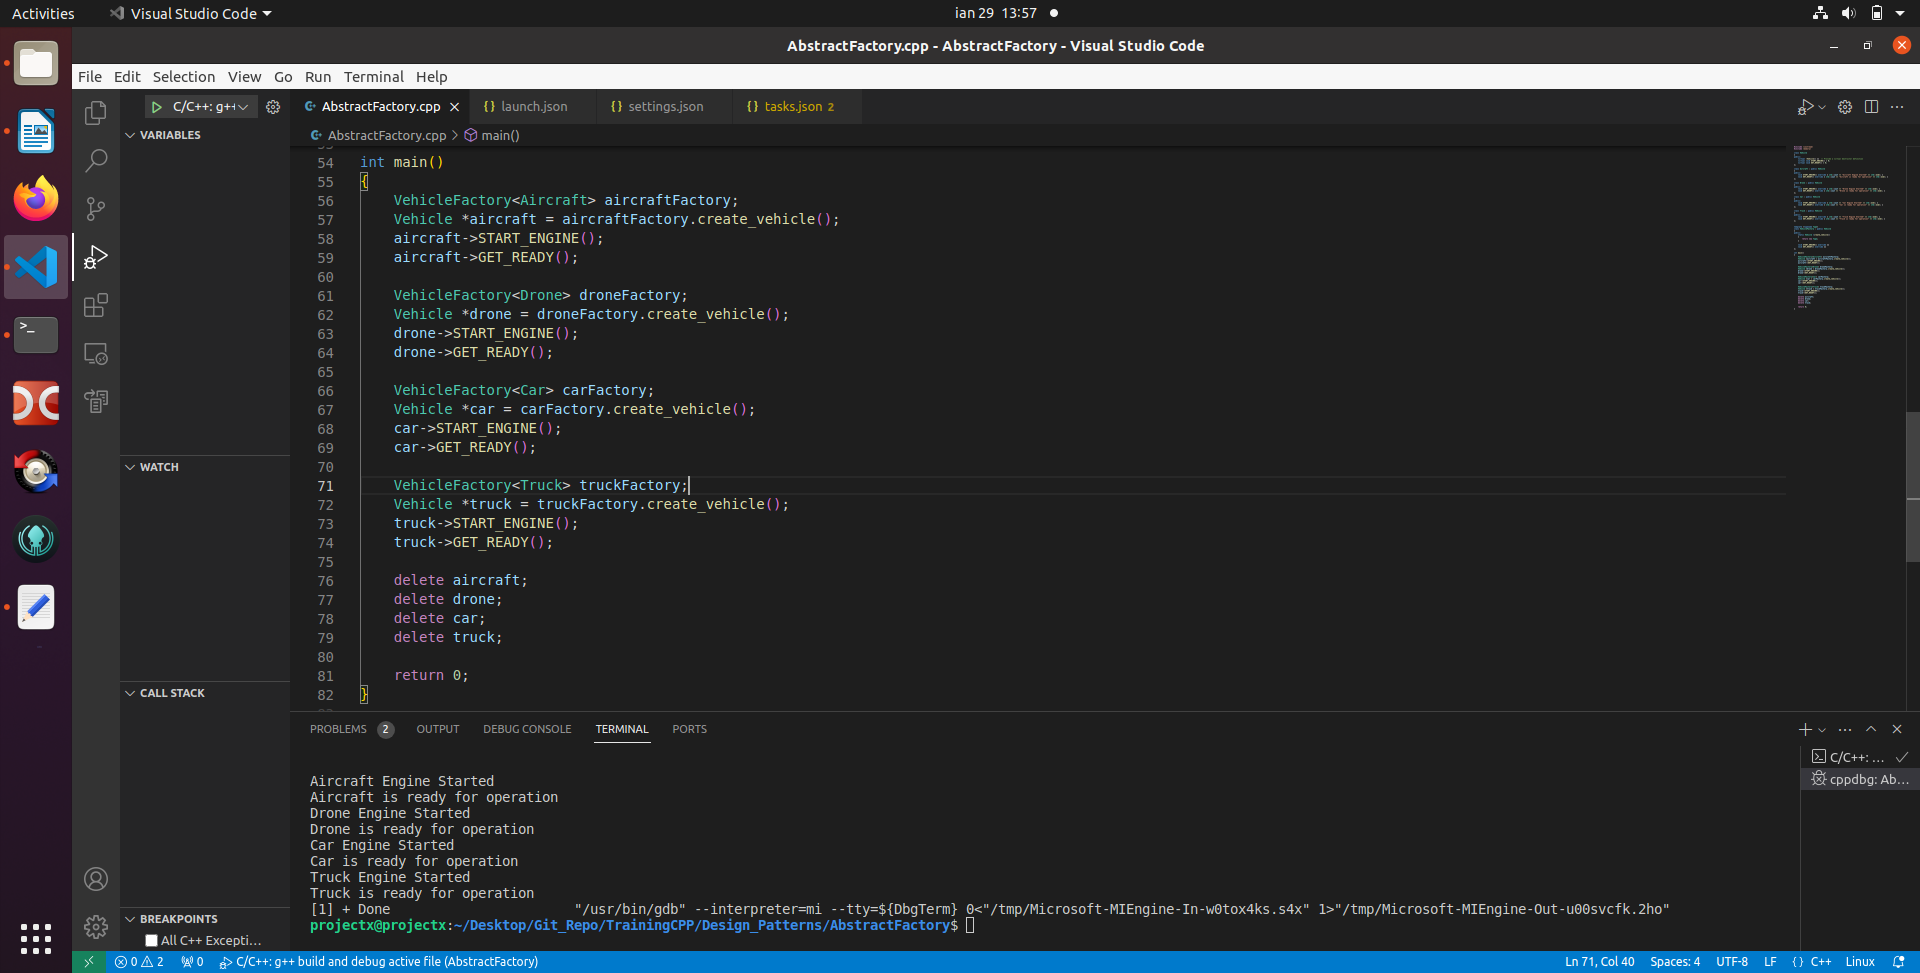 Activities Visual Studio Code ian 29 13:57
AbstractFactory.cpp - AbstractFactory - Visual Studio Code
File Edit Selection View Go Run Terminal Help
C/C++: g++ AbstractFactory.cpp launch.json settings.json tasks.json 2
VARIABLES
AbstractFactory.cpp > main()
54 int main()
55 {
56 VehicleFactory<Aircraft> aircraftFactory;
57 Vehicle *aircraft = aircraftFactory.create_vehicle();
58 aircraft->START_ENGINE();
59 aircraft->GET_READY();
60
61 VehicleFactory<Drone> droneFactory;
62 Vehicle *drone = droneFactory.create_vehicle();
63 drone->START_ENGINE();
64 drone->GET_READY();
65
66 VehicleFactory<Car> carFactory;
67 Vehicle *car = carFactory.create_vehicle();
68 car->START_ENGINE();
69 car->GET_READY();
70
71 VehicleFactory<Truck> truckFactory;
72 Vehicle *truck = truckFactory.create_vehicle();
73 truck->START_ENGINE();
74 truck->GET_READY();
75
76 delete aircraft;
77 delete drone;
78 delete car;
79 delete truck;
80
81 return 0;
82 }
WATCH
CALL STACK
BREAKPOINTS
All C++ Excepti...
PROBLEMS 2 OUTPUT DEBUG CONSOLE TERMINAL PORTS
Aircraft Engine Started
Aircraft is ready for operation
Drone Engine Started
Drone is ready for operation
Car Engine Started
Car is ready for operation
Truck Engine Started
Truck is ready for operation
[1] + Done "/usr/bin/gdb" --interpreter=mi --tty=${DbgTerm} 0<"/tmp/Microsoft-MIEngine-In-w0tox4ks.s4x" 1>"/tmp/Microsoft-MIEngine-Out-u00svcfk.2ho"
projectx@projectx:~/Desktop/Git_Repo/TrainingCPP/Design_Patterns/AbstractFactory$
C/C++: ...
cppdbg: Ab...
0 2 0 C/C++: g++ build and debug active file (AbstractFactory) Ln 71, Col 40 Spaces: 4 UTF-8 LF {} C++ Linux